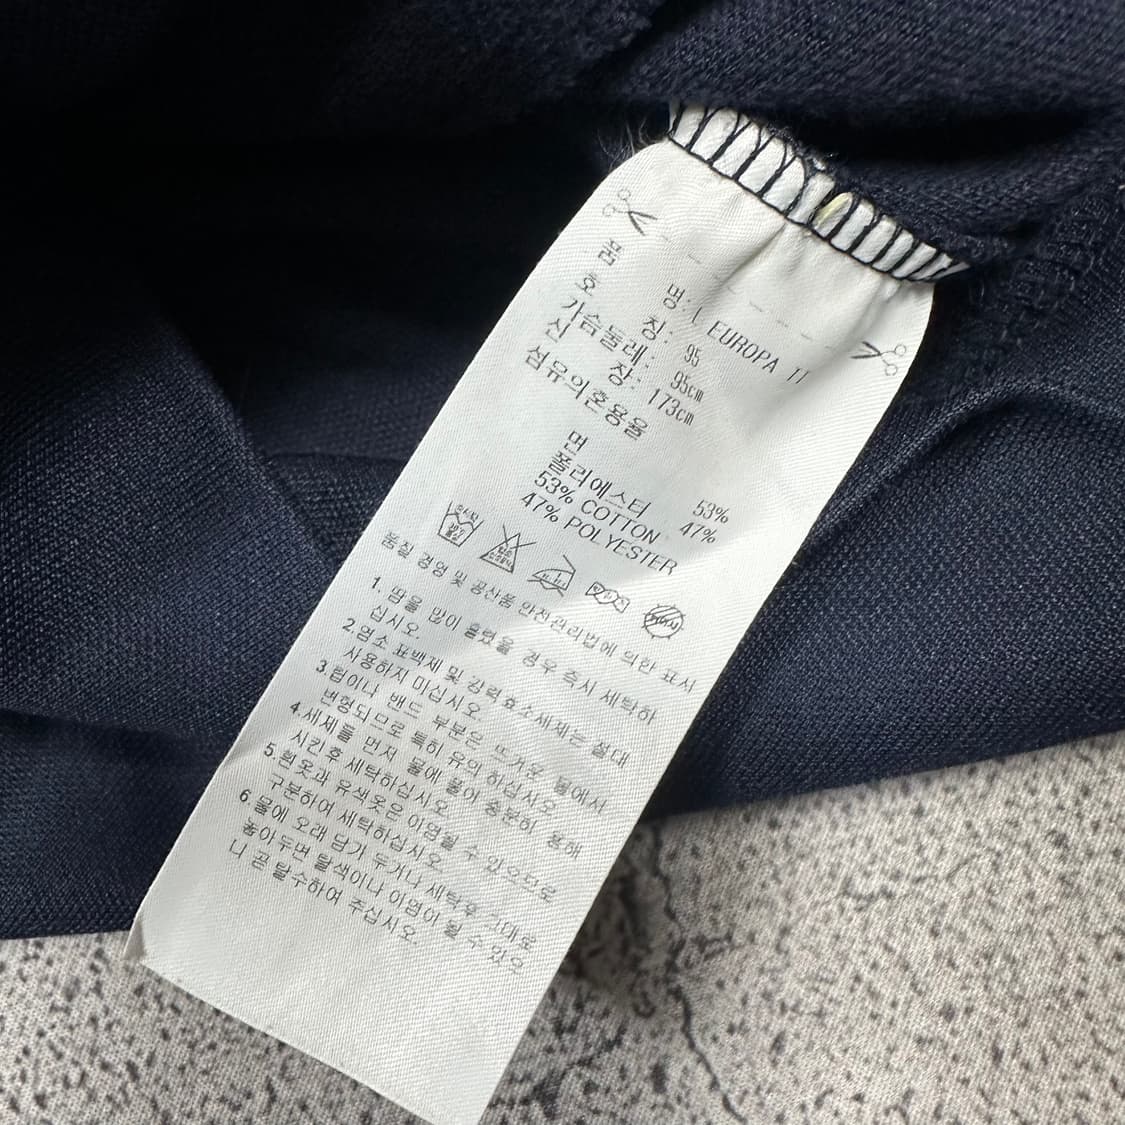 품 명: ( EUROPA TT
호 칭: 95
가슴둘레: 95cm
신 장: 173cm
섬유의혼용율
면 53%
폴리에스터 47%
53% COTTON
47% POLYESTER
품질 경영 및 공산품 안전관리법에 의한 표시
1. 땀을 많이 흘렸을 경우 즉시 세탁하
십시오.
2.염소 표백제 및 강력효소세제는 절대
사용하지 마십시오.
3.립이나 밴드 부분은 뜨거운 물에서
변형되므로 특히 유의 하십시오
4.세제를 먼저 물에 풀어 충분히 용해
시킨후 세탁하십시오
5.흰옷과 유색옷은 이염될 수 있으므로
구분하여 세탁하십시오
6.물에 오래 담가 두거나 세탁후 그대로
놓아두면 탈색이나 이염이 될 수 있으
니 곧 탈수하여 주십시오.